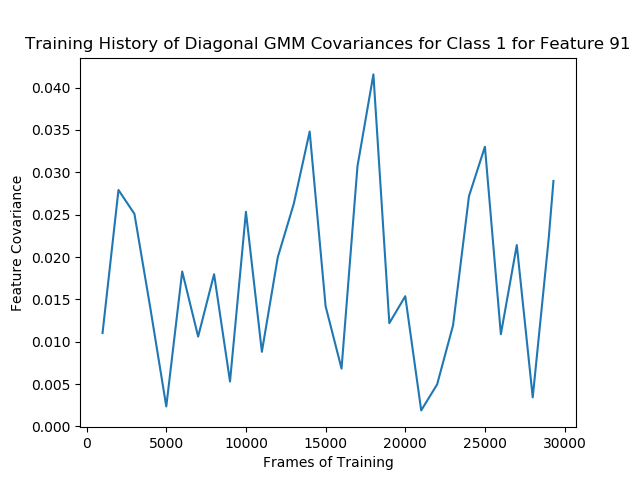 Training History of Diagonal GMM Covariances for Class 1 for Feature 91
0.040
0.035
0.030
0.025
0.020
0.015
0.010
0.005
0.000
Feature Covariance
0 5000 10000 15000 20000 25000 30000
Frames of Training